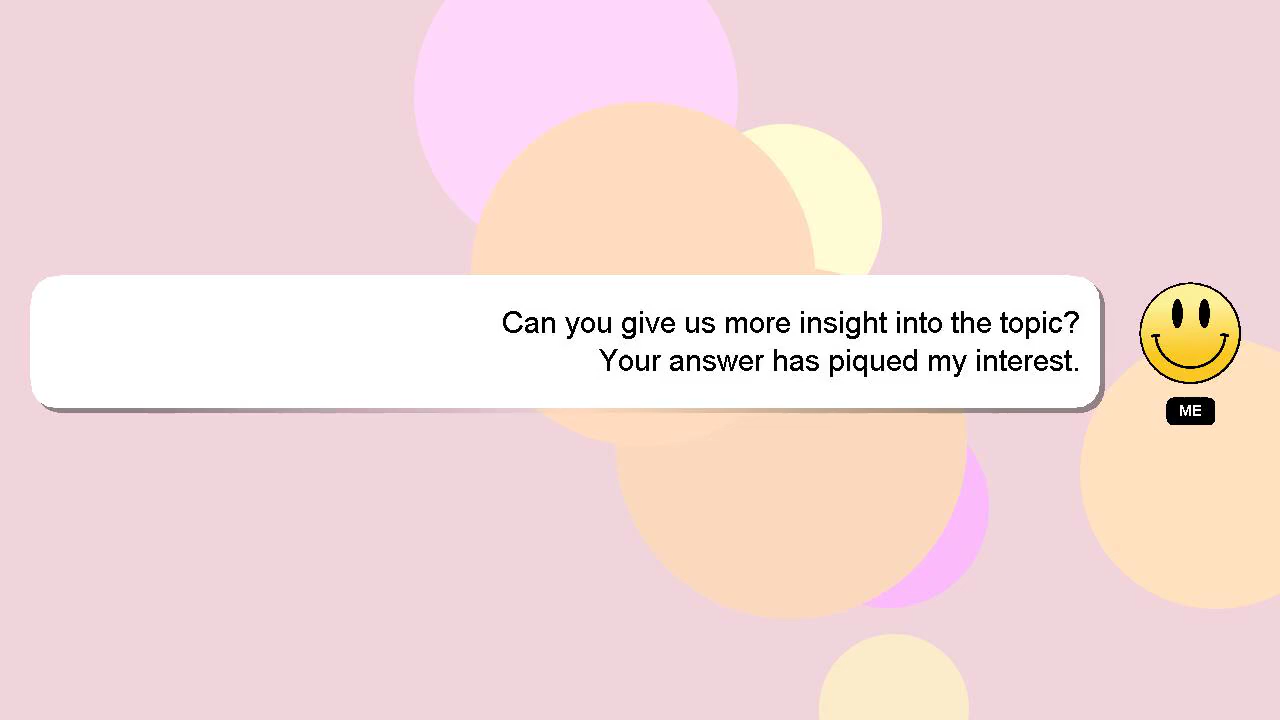 Can you give us more insight into the topic?
Your answer has piqued my interest.
ME